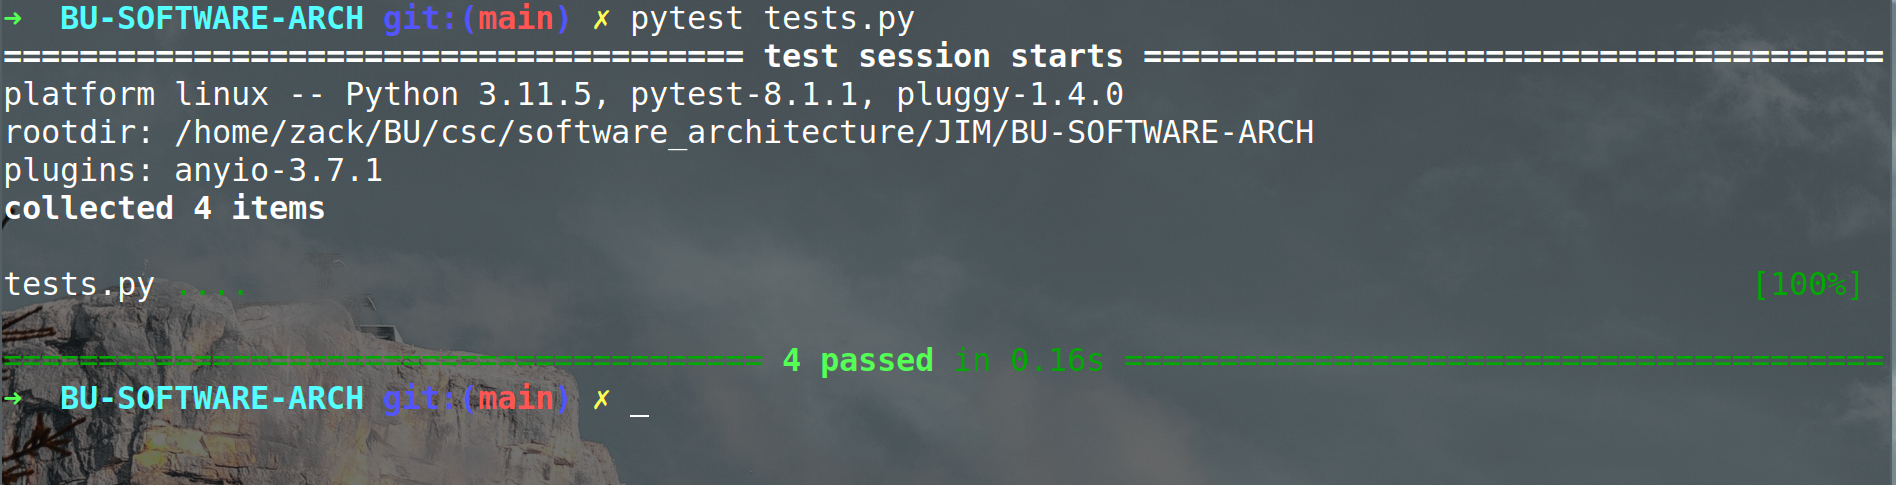 ➜  BU-SOFTWARE-ARCH git:(main) ✗ pytest tests.py
======================================= test session starts =======================================
platform linux -- Python 3.11.5, pytest-8.1.1, pluggy-1.4.0
rootdir: /home/zack/BU/csc/software_architecture/JIM/BU-SOFTWARE-ARCH
plugins: anyio-3.7.1
collected 4 items
tests.py .... [100%]
======================================== 4 passed in 0.16s ========================================
➜  BU-SOFTWARE-ARCH git:(main) ✗ _